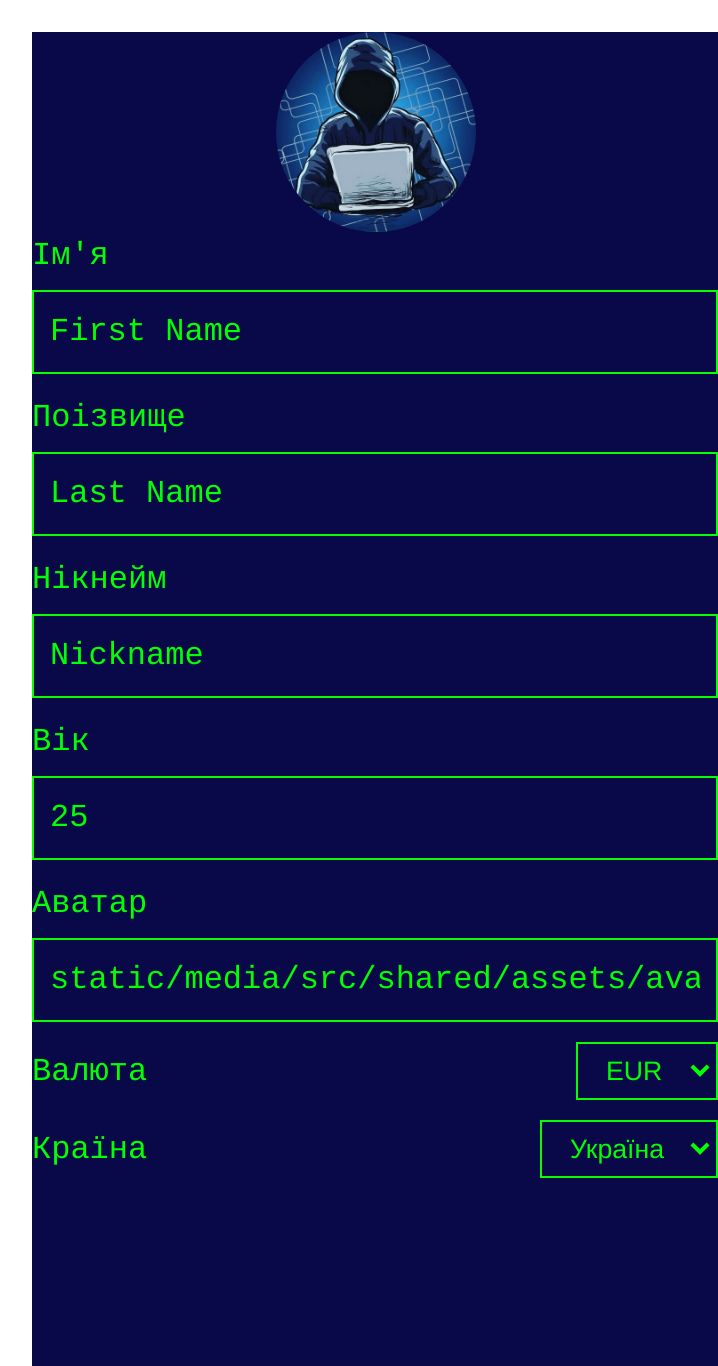 Ім'я
First Name
Поізвище
Last Name
Нікнейм
Nickname
Вік
25
Аватар
static/media/src/shared/assets/ava
Валюта
EUR
Країна
Україна